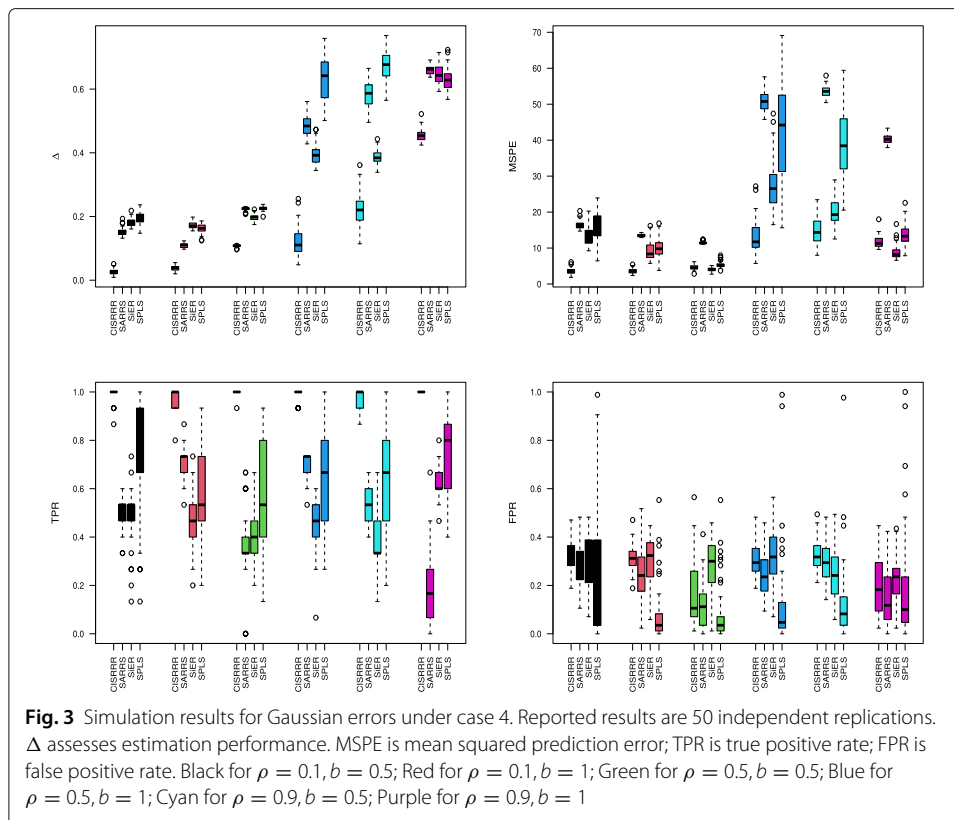 Δ
0.6
0.4
0.2
0.0
CISRRR
SARRS
SiER
SPLS
CISRRR
SARRS
SiER
SPLS
CISRRR
SARRS
SiER
SPLS
CISRRR
SARRS
SiER
SPLS
CISRRR
SARRS
SiER
SPLS
CISRRR
SARRS
SiER
SPLS
MSPE
70
60
50
40
30
20
10
0
CISRRR
SARRS
SiER
SPLS
CISRRR
SARRS
SiER
SPLS
CISRRR
SARRS
SiER
SPLS
CISRRR
SARRS
SiER
SPLS
CISRRR
SARRS
SiER
SPLS
CISRRR
SARRS
SiER
SPLS
TPR
1.0
0.8
0.6
0.4
0.2
0.0
CISRRR
SARRS
SiER
SPLS
CISRRR
SARRS
SiER
SPLS
CISRRR
SARRS
SiER
SPLS
CISRRR
SARRS
SiER
SPLS
CISRRR
SARRS
SiER
SPLS
CISRRR
SARRS
SiER
SPLS
FPR
1.0
0.8
0.6
0.4
0.2
0.0
CISRRR
SARRS
SiER
SPLS
CISRRR
SARRS
SiER
SPLS
CISRRR
SARRS
SiER
SPLS
CISRRR
SARRS
SiER
SPLS
CISRRR
SARRS
SiER
SPLS
CISRRR
SARRS
SiER
SPLS
Fig. 3 Simulation results for Gaussian errors under case 4. Reported results are 50 independent replications.
Δ assesses estimation performance. MSPE is mean squared prediction error; TPR is true positive rate; FPR is
false positive rate. Black for ρ = 0.1, b = 0.5; Red for ρ = 0.1, b = 1; Green for ρ = 0.5, b = 0.5; Blue for
ρ = 0.5, b = 1; Cyan for ρ = 0.9, b = 0.5; Purple for ρ = 0.9, b = 1